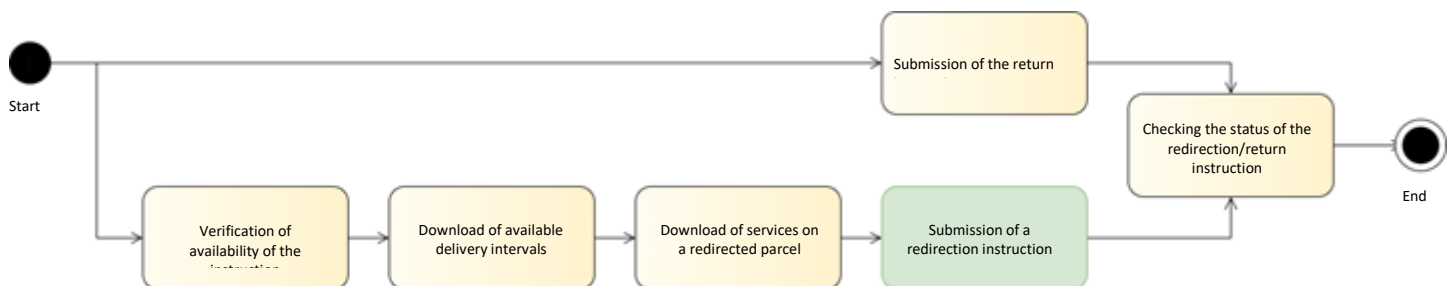 Submission of the return
Start
Checking the status of the
redirection/return
instruction
End
Verification of
availability of the
instruction
Download of available
delivery intervals
Download of services on
a redirected parcel
Submission of a
redirection instruction